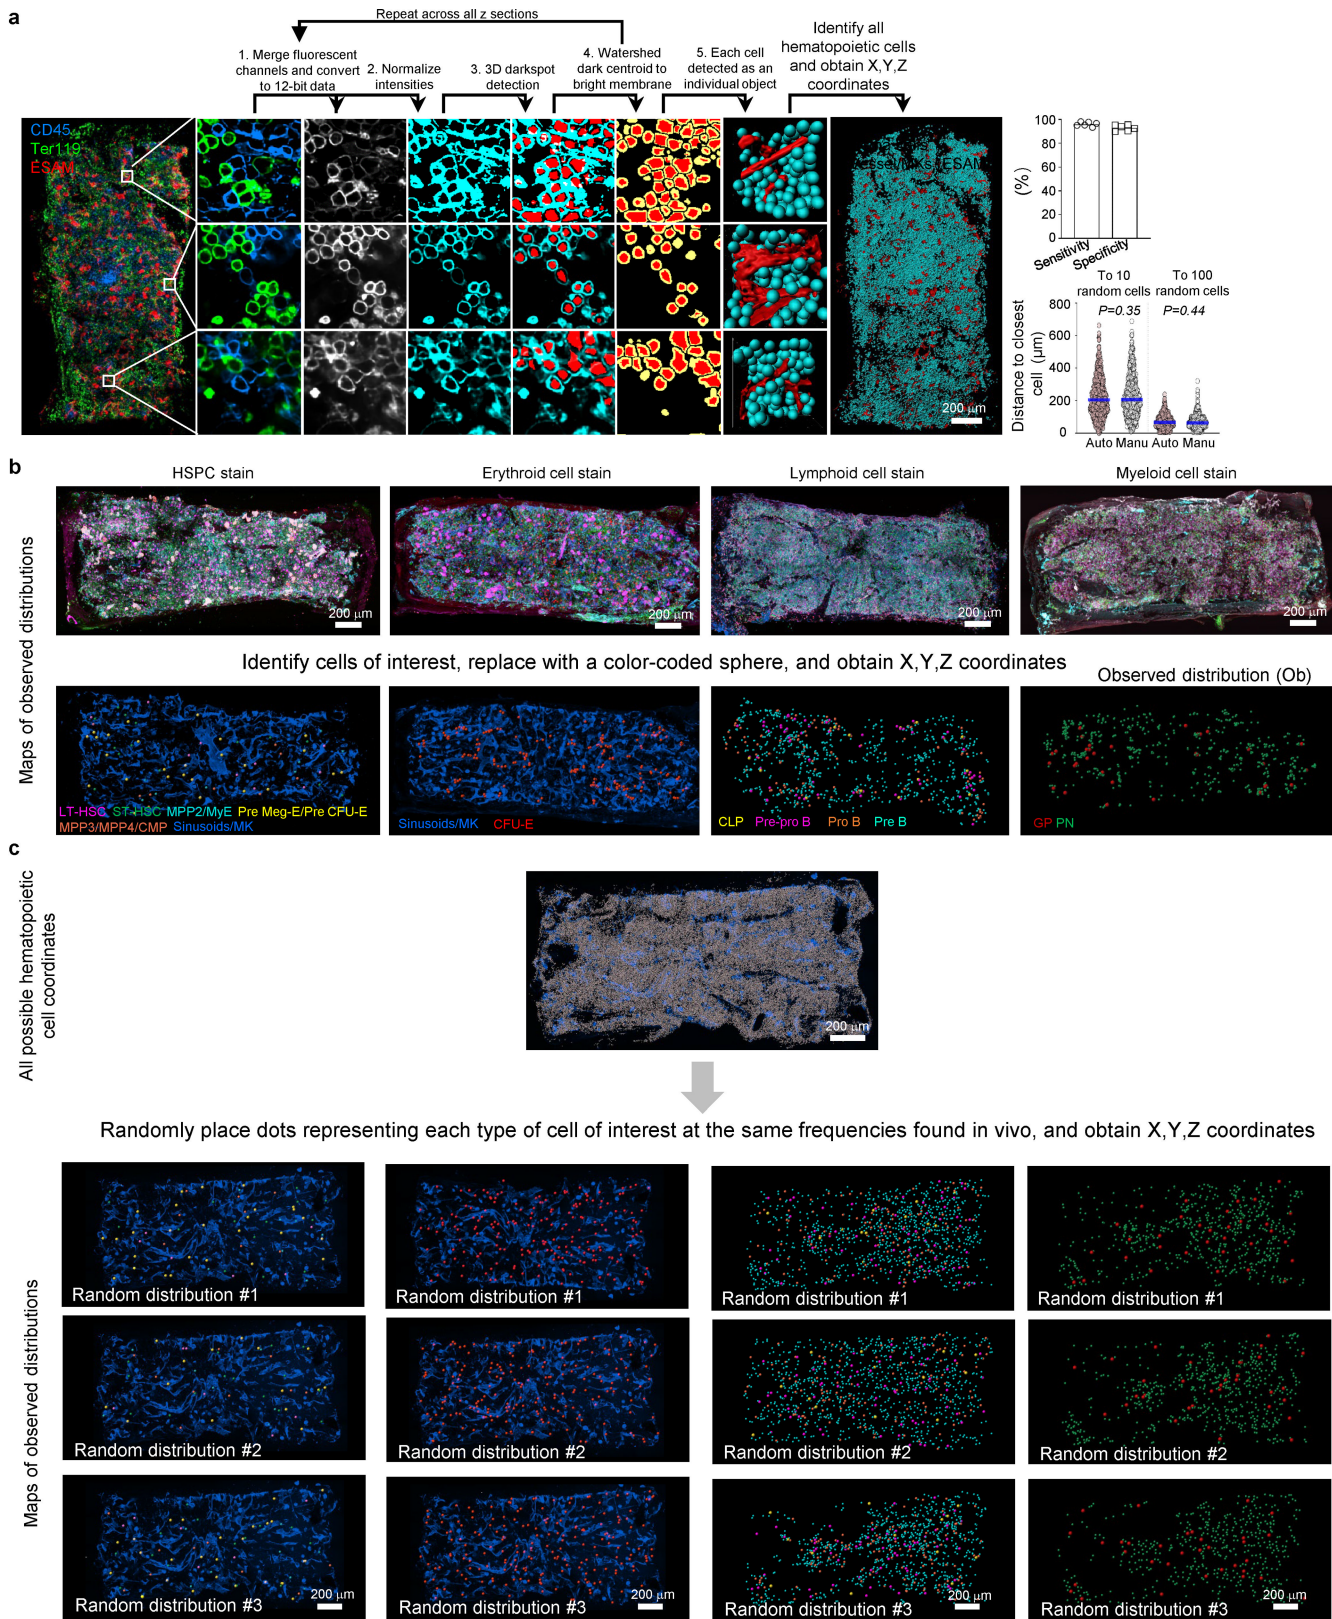 a
Repeat across all z sections
1. Merge fluorescent
channels and convert
to 12-bit data
2. Normalize
intensities
3. 3D darkspot
detection
4. Watershed
dark centroid to
bright membrane
5. Each cell
detected as an
individual object
Identify all
hematopoietic cells
and obtain X,Y,Z
coordinates
CD45
Ter119
ESAM
ESAM
200 μm
100
80
60
40
20
0
(%)
Sensitivity
Specificity
To 10
random cells
To 100
random cells
P=0.35
P=0.44
800
600
400
200
0
Distance to closest
cell (μm)
Auto Manu Auto Manu
b
HSPC stain
Erythroid cell stain
Lymphoid cell stain
Myeloid cell stain
Maps of observed distributions
200 μm
200 μm
200 μm
200 μm
Identify cells of interest, replace with a color-coded sphere, and obtain X,Y,Z coordinates
Observed distribution (Ob)
LT-HSC ST-HSC MPP2/MyE Pre Meg-E/Pre CFU-E
MPP3/MPP4/CMP Sinusoids/MK
Sinusoids/MK CFU-E
CLP Pre-pro B Pro B Pre B
GP PN
c
All possible hematopoietic
cell coordinates
200 μm
Randomly place dots representing each type of cell of interest at the same frequencies found in vivo, and obtain X,Y,Z coordinates
Maps of observed distributions
Random distribution #1
Random distribution #1
Random distribution #1
Random distribution #1
Random distribution #2
Random distribution #2
Random distribution #2
Random distribution #2
200 μm
200 μm
200 μm
200 μm
Random distribution #3
Random distribution #3
Random distribution #3
Random distribution #3